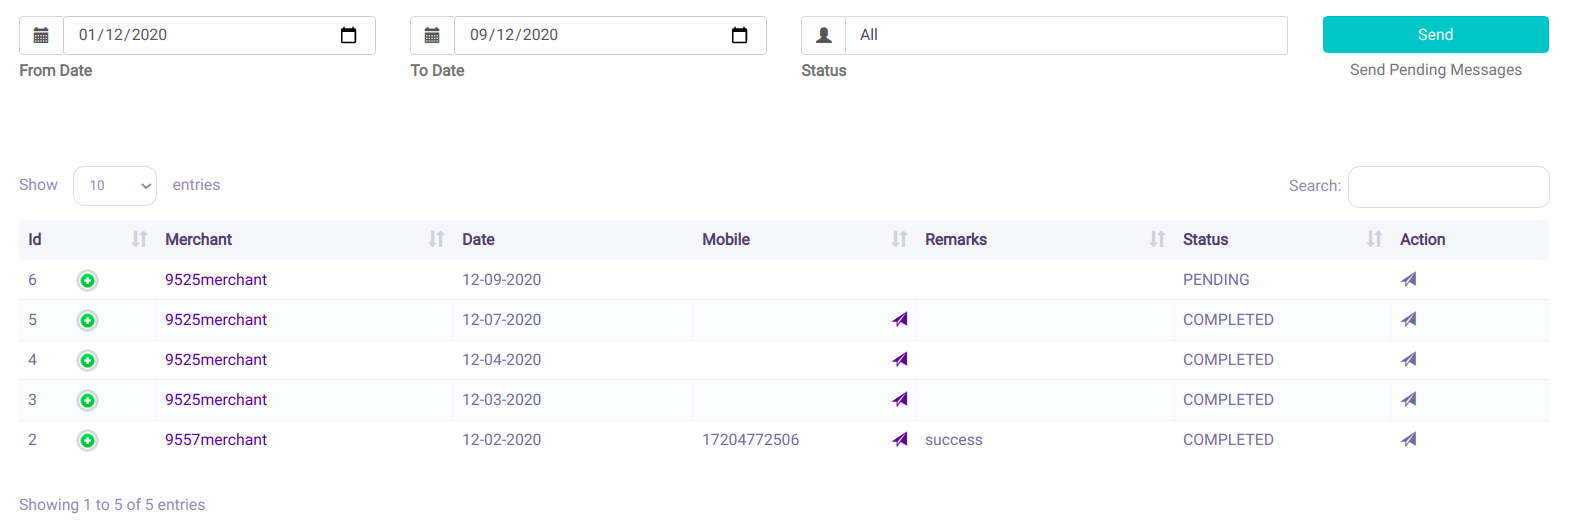 01/12/2020 09/12/2020 All Send
From Date To Date Status Send Pending Messages
Show 10 entries Search:
Id Merchant Date Mobile Remarks Status Action
6 9525merchant 12-09-2020 PENDING
5 9525merchant 12-07-2020 COMPLETED
4 9525merchant 12-04-2020 COMPLETED
3 9525merchant 12-03-2020 COMPLETED
2 9557merchant 12-02-2020 17204772506 success COMPLETED
Showing 1 to 5 of 5 entries